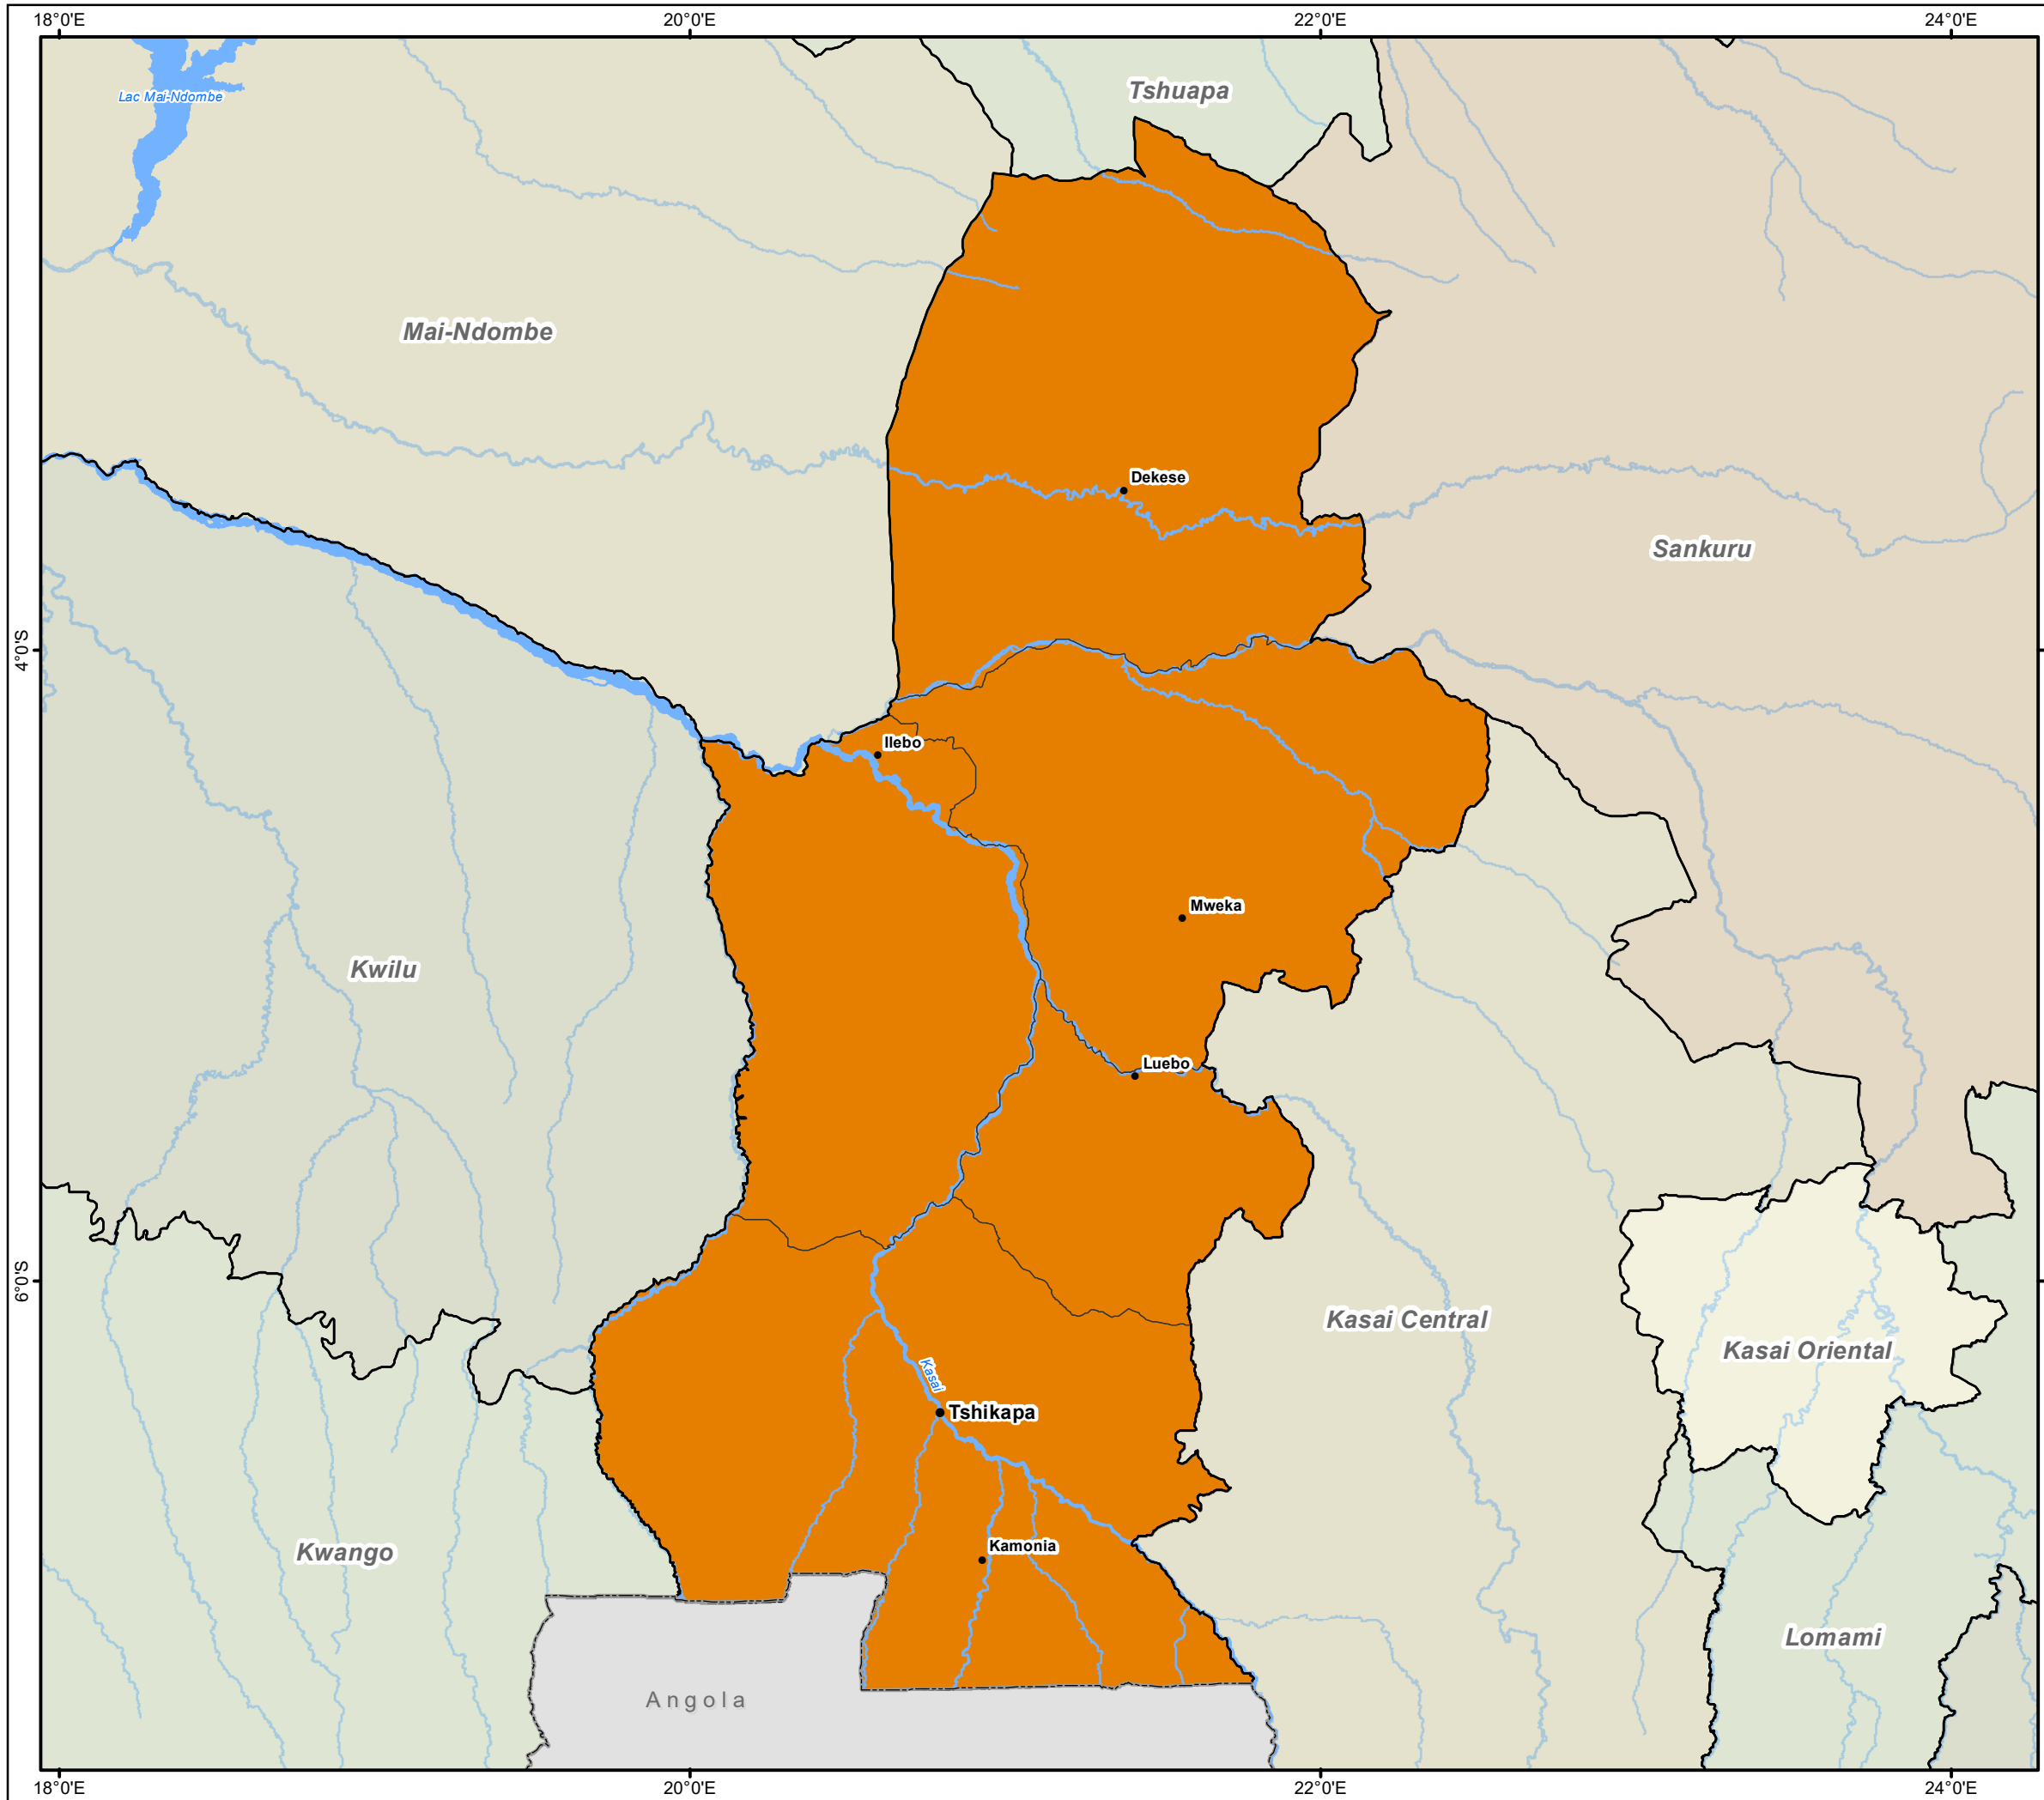 18°0'E 20°0'E 22°0'E 24°0'E
Tshuapa
Lac Mai-Ndombe
Mai-Ndombe
Dekese
Sankuru
4°0'S
Ilebo
Mweka
Kwilu
Luebo
6°0'S
Kasai Central
Kasai Oriental
Kasaï
Tshikapa
Kamonia
Kwango
Lomami
Angola
18°0'E 20°0'E 22°0'E 24°0'E